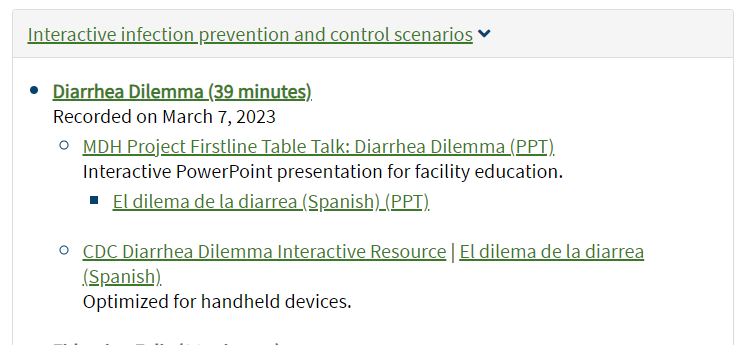 Interactive infection prevention and control scenarios
Diarrhea Dilemma (39 minutes)
Recorded on March 7, 2023
MDH Project Firstline Table Talk: Diarrhea Dilemma (PPT)
Interactive PowerPoint presentation for facility education.
El dilema de la diarrea (Spanish) (PPT)
CDC Diarrhea Dilemma Interactive Resource | El dilema de la diarrea
(Spanish)
Optimized for handheld devices.